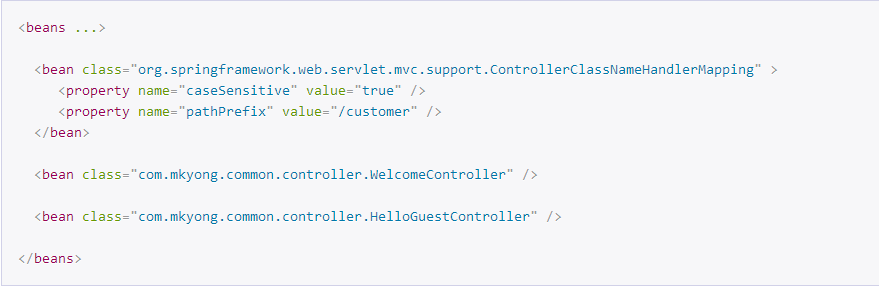 <beans ...>
<bean class="org.springframework.web.servlet.mvc.support.ControllerClassNameHandlerMapping" >
<property name="caseSensitive" value="true" />
<property name="pathPrefix" value="/customer" />
</bean>
<bean class="com.mkyong.common.controller.WelcomeController" />
<bean class="com.mkyong.common.controller.HelloGuestController" />
</beans>